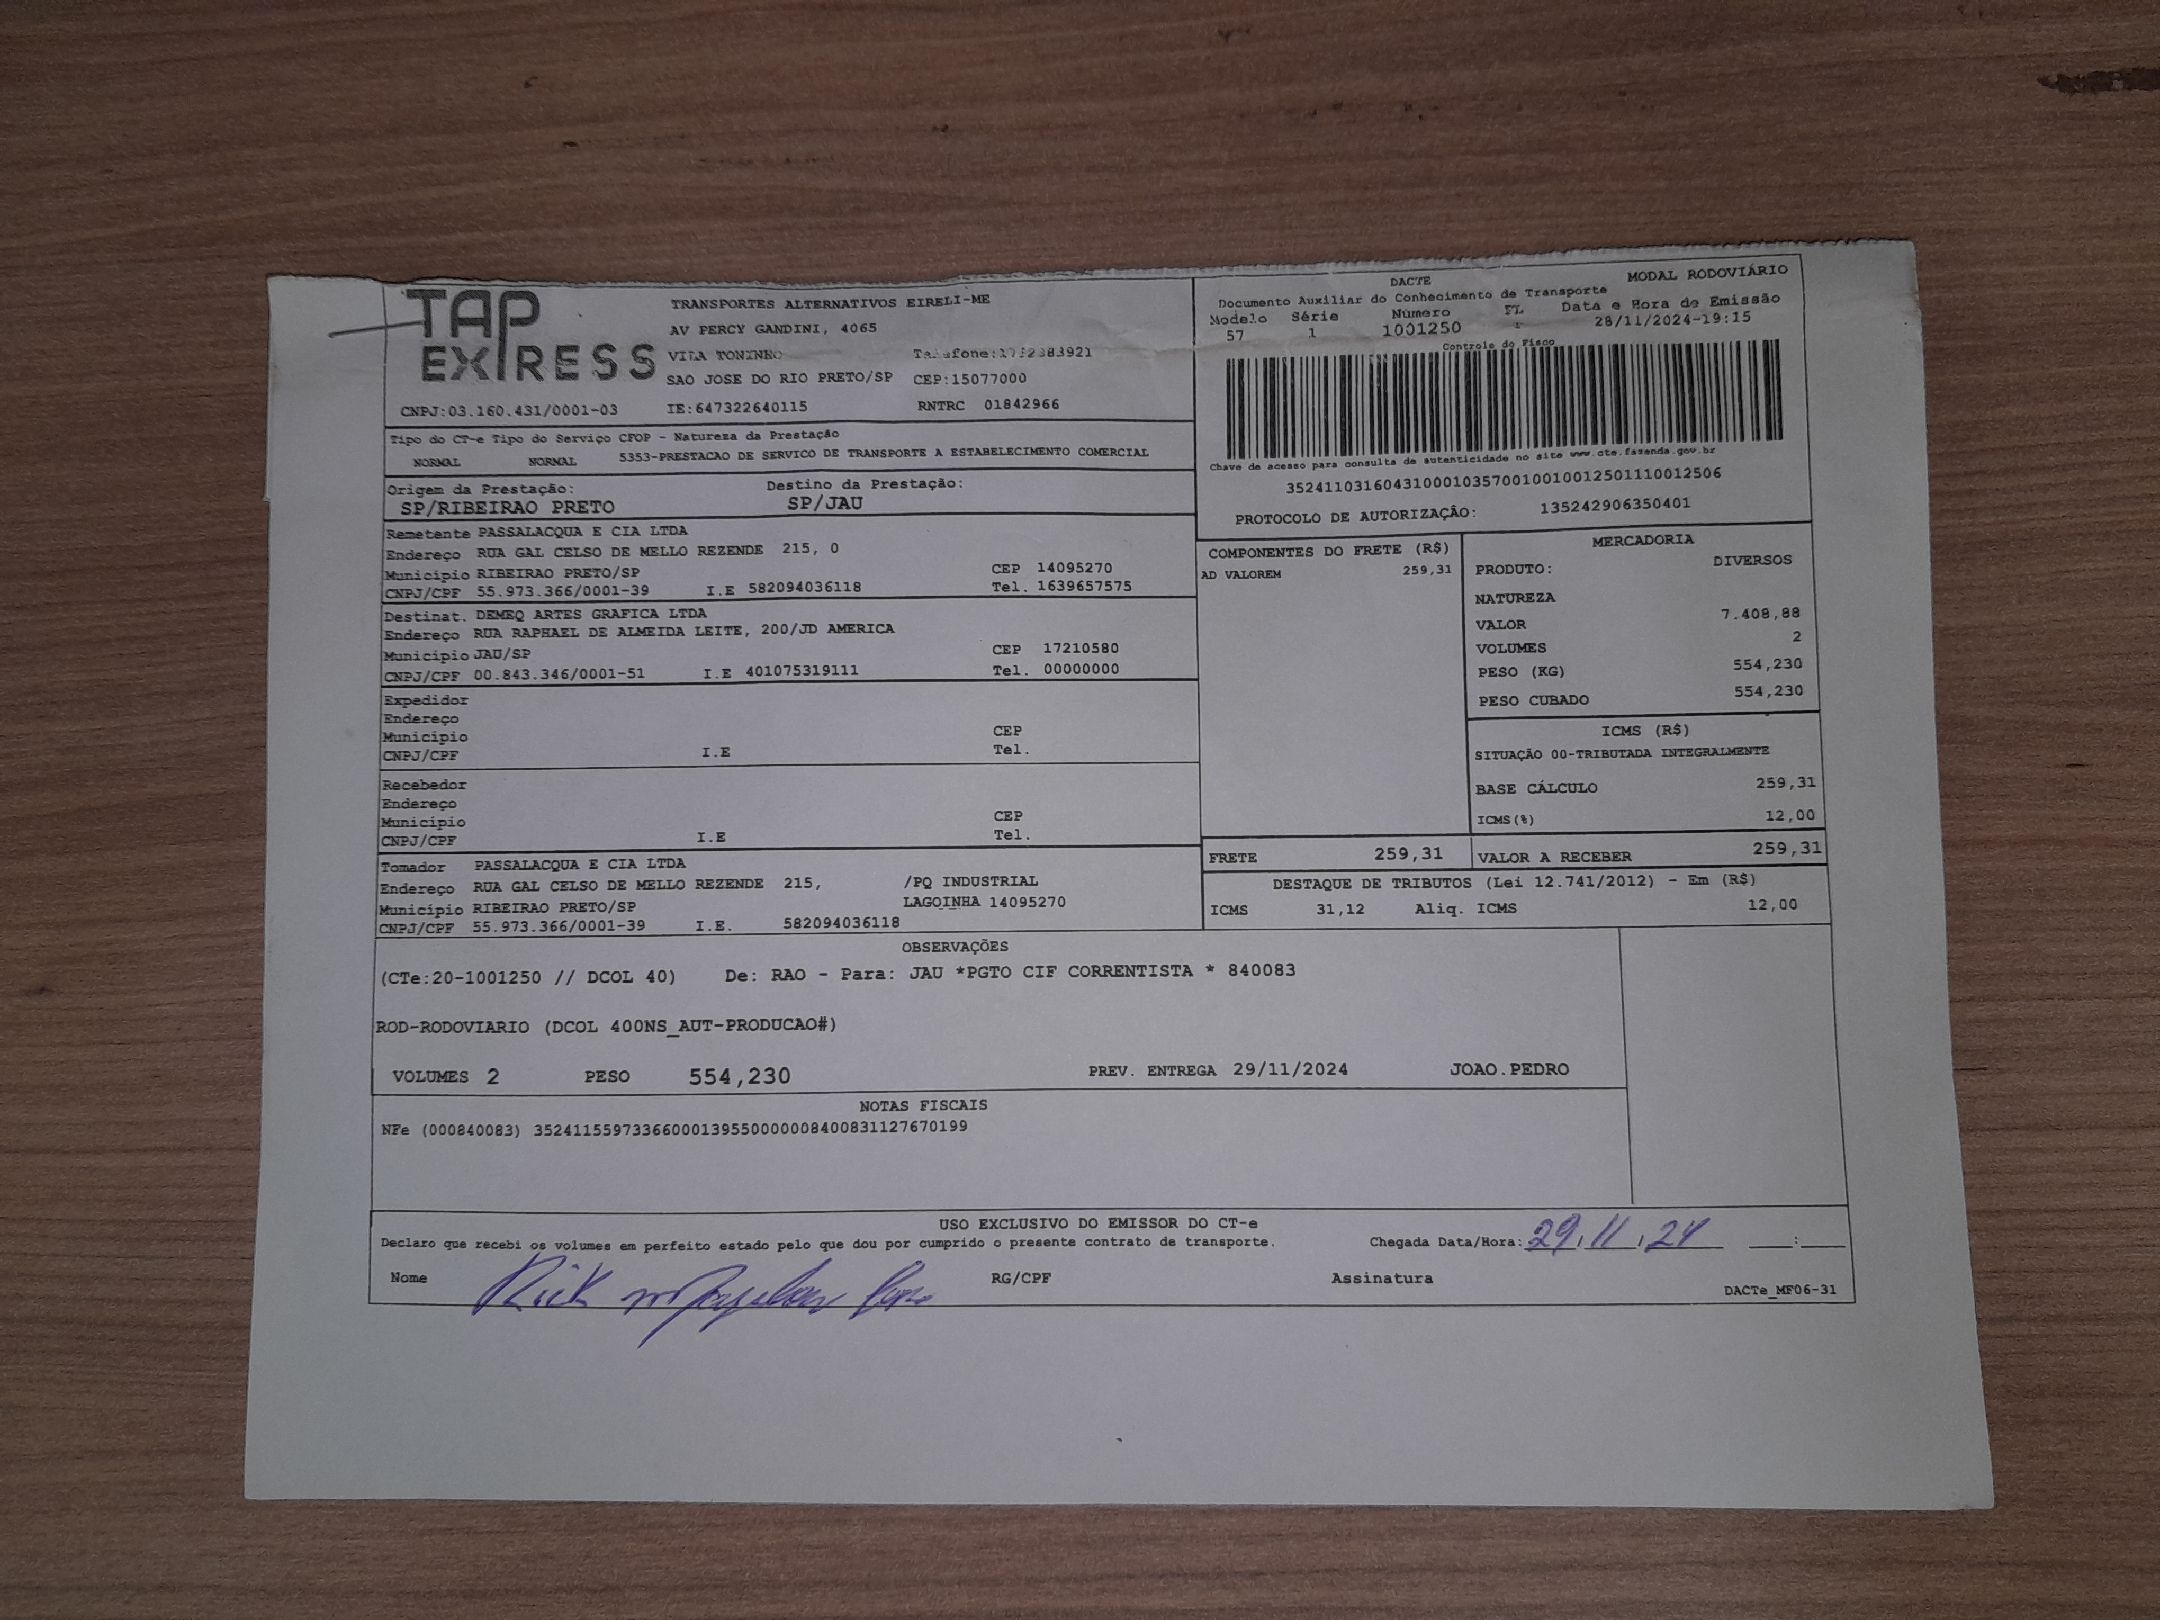 TAP
EXPRESS
TRANSPORTES ALTERNATIVOS EIRELI-ME
AV PERCY GANDINI, 4065
VILA TONINHO
SAO JOSE DO RIO PRETO/SP CEP:15077000
CNPJ:03.160.431/0001-03 IE:647322640115 RNTRC 01842966
DACTE MODAL RODOVIÁRIO
Documento Auxiliar do Conhecimento de Transporte
Modelo Série Número FL Data e Hora de Emissão
57 1 1001250 28/11/2024-19:15
Controle do Fisco
Chave de acesso para consulta de autenticidade no site www.cte.fazenda.gov.br
35241103160431000103570010010012501110012506
PROTOCOLO DE AUTORIZAÇÃO: 135242906350401
Tipo do CT-e Tipo do Serviço CFOP - Natureza da Prestação
NORMAL NORMAL 5353-PRESTACAO DE SERVICO DE TRANSPORTE A ESTABELECIMENTO COMERCIAL
Origem da Prestação: Destino da Prestação:
SP/RIBEIRAO PRETO SP/JAU
Remetente PASSALACQUA E CIA LTDA
Endereço RUA GAL CELSO DE MELLO REZENDE 215, 0
Município RIBEIRAO PRETO/SP CEP 14095270
CNPJ/CPF 55.973.366/0001-39 I.E 582094036118 Tel. 1639657575
Destinat. DEMEQ ARTES GRAFICA LTDA
Endereço RUA RAPHAEL DE ALMEIDA LEITE, 200/JD AMERICA
Município JAU/SP CEP 17210580
CNPJ/CPF 00.843.346/0001-51 I.E 401075319111 Tel. 00000000
Expedidor
Endereço
Município CEP
CNPJ/CPF I.E Tel.
Recebedor
Endereço
Município CEP
CNPJ/CPF I.E Tel.
Tomador PASSALACQUA E CIA LTDA
Endereço RUA GAL CELSO DE MELLO REZENDE 215, /PQ INDUSTRIAL
Município RIBEIRAO PRETO/SP LAGOINHA 14095270
CNPJ/CPF 55.973.366/0001-39 I.E. 582094036118
COMPONENTES DO FRETE (R$)
AD VALOREM 259,31
MERCADORIA
PRODUTO: DIVERSOS
NATUREZA
VALOR 7.408,88
VOLUMES 2
PESO (KG) 554,230
PESO CUBADO 554,230
ICMS (R$)
SITUAÇÃO 00-TRIBUTADA INTEGRALMENTE
BASE CÁLCULO 259,31
ICMS(%) 12,00
FRETE 259,31 VALOR A RECEBER 259,31
DESTAQUE DE TRIBUTOS (Lei 12.741/2012) - Em (R$)
ICMS 31,12 Aliq. ICMS 12,00
OBSERVAÇÕES
(CTe:20-1001250 // DCOL 40) De: RAO - Para: JAU *PGTO CIF CORRENTISTA * 840083
ROD-RODOVIARIO (DCOL 400NS_AUT-PRODUCAO#)
VOLUMES 2 PESO 554,230 PREV. ENTREGA 29/11/2024 JOAO.PEDRO
NOTAS FISCAIS
NFe (000840083) 35241155973366000139550000008400831127670199
USO EXCLUSIVO DO EMISSOR DO CT-e
Declaro que recebi os volumes em perfeito estado pelo que dou por cumprido o presente contrato de transporte. Chegada Data/Hora: 29/11/24 __:__
Nome Rick RG/CPF Assinatura
DACTe_MF06-31